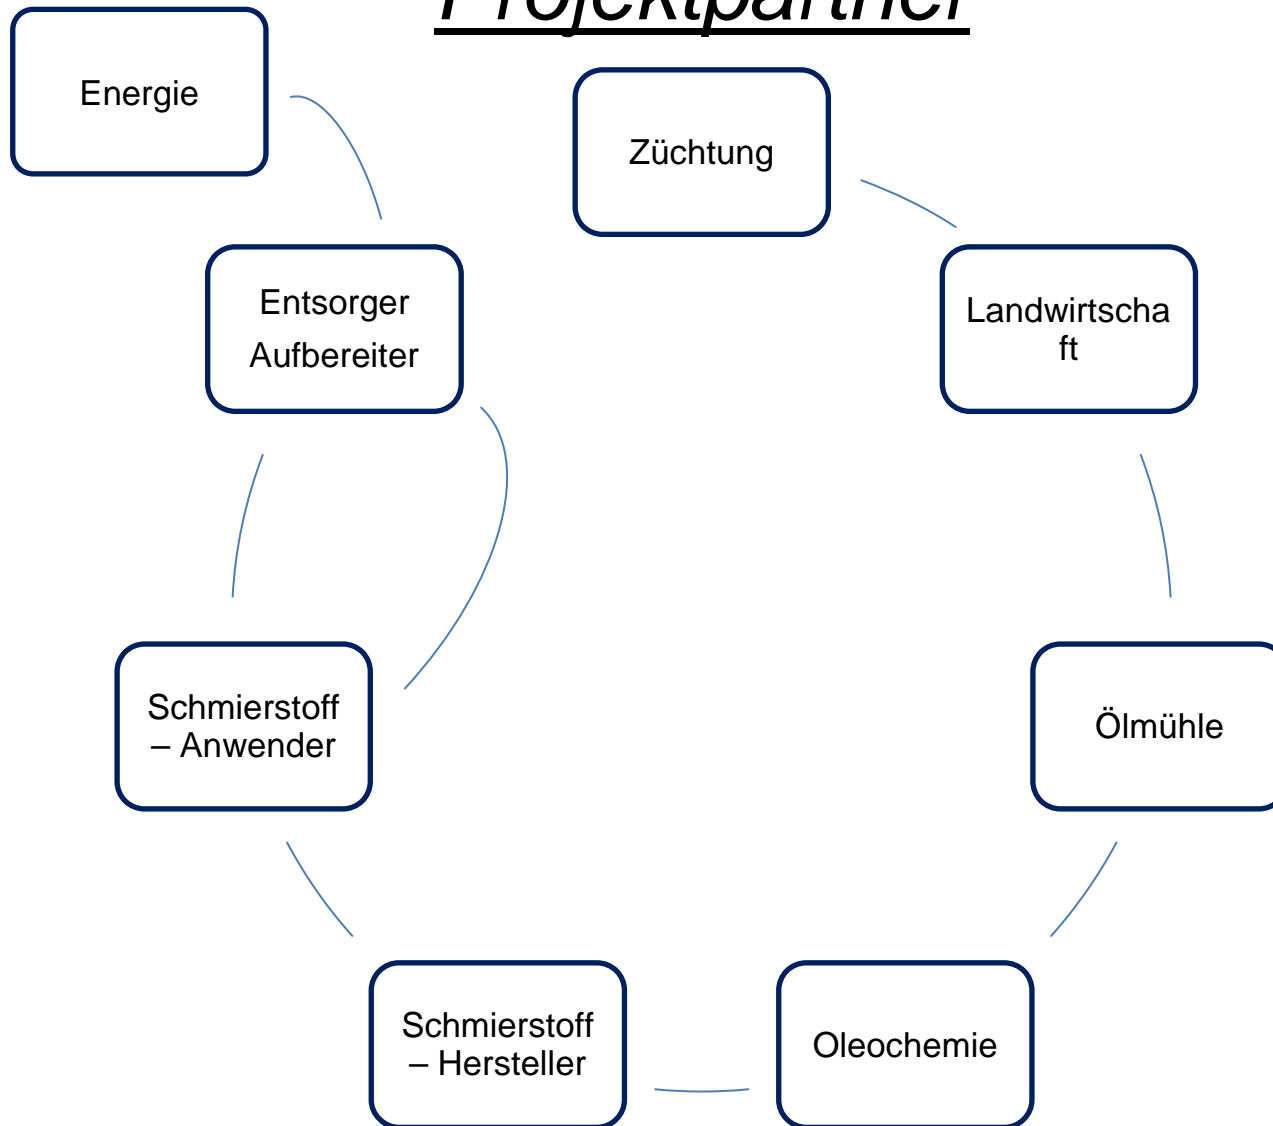 Projektpartner
Energie
Züchtung
Entsorger
Aufbereiter
Landwirtscha
ft
Schmierstoff
– Anwender
Ölmühle
Schmierstoff
– Hersteller
Oleochemie